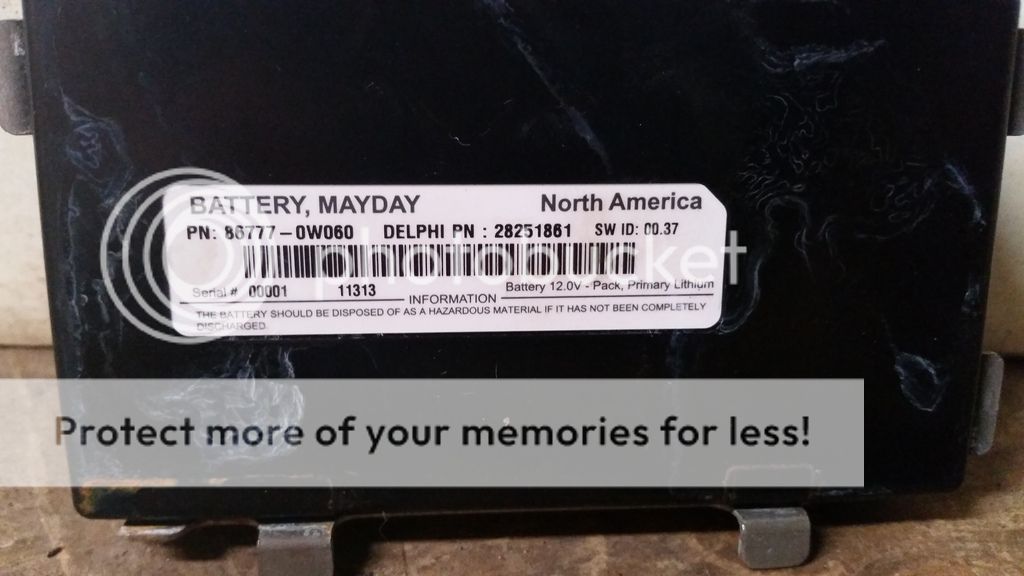 BATTERY, MAYDAY North America
PN: 86777-0W060 DELPHI PN : 28251861 SW ID: 00.37
photobucket
Serial # 00001 11313 Battery 12.0V - Pack, Primary Lithium
INFORMATION
THE BATTERY SHOULD BE DISPOSED OF AS A HAZARDOUS MATERIAL IF IT HAS NOT BEEN COMPLETELY
DISCHARGED.
Protect more of your memories for less!